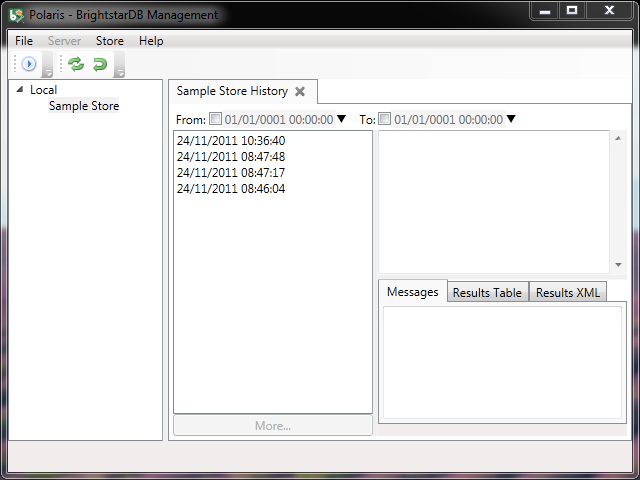 Polaris - BrightstarDB Management
File Server Store Help
Local
Sample Store
Sample Store History
From: 01/01/0001 00:00:00 To: 01/01/0001 00:00:00
24/11/2011 10:36:40
24/11/2011 08:47:48
24/11/2011 08:47:17
24/11/2011 08:46:04
More...
Messages Results Table Results XML